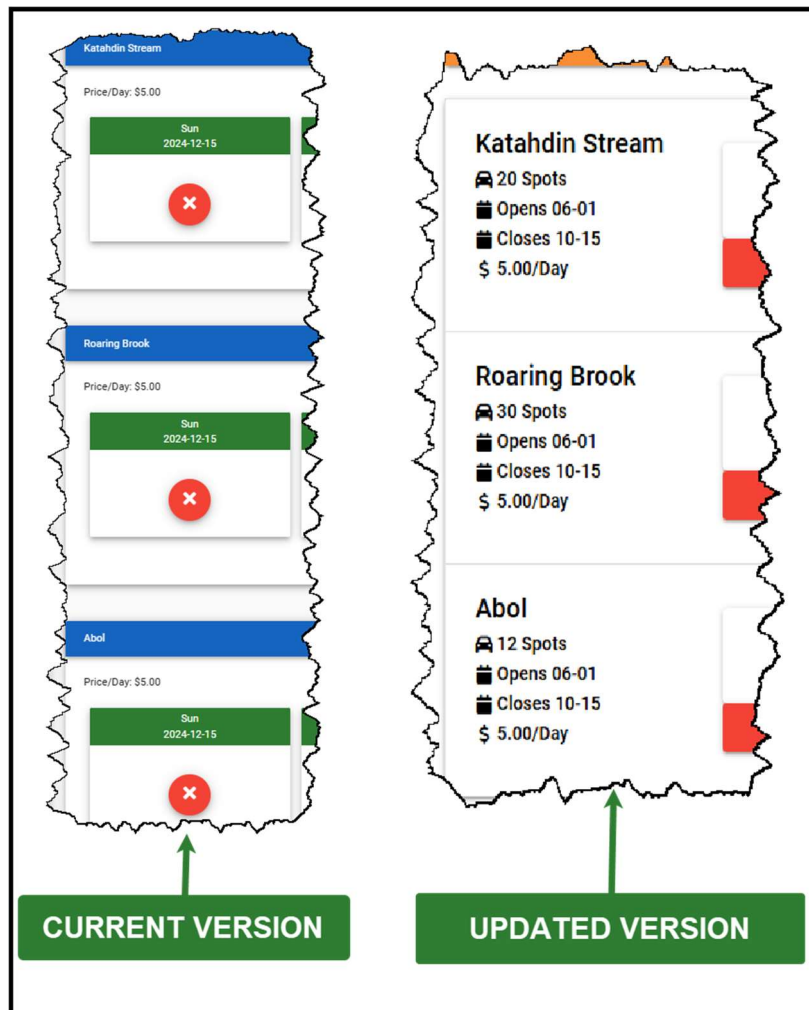 Katahdin Stream
Price/Day: $5.00
Sun
2024-12-15
Roaring Brook
Price/Day: $5.00
Sun
2024-12-15
Abol
Price/Day: $5.00
Sun
2024-12-15
CURRENT VERSION
Katahdin Stream
20 Spots
Opens 06-01
Closes 10-15
$ 5.00/Day
Roaring Brook
30 Spots
Opens 06-01
Closes 10-15
$ 5.00/Day
Abol
12 Spots
Opens 06-01
Closes 10-15
$ 5.00/Day
UPDATED VERSION